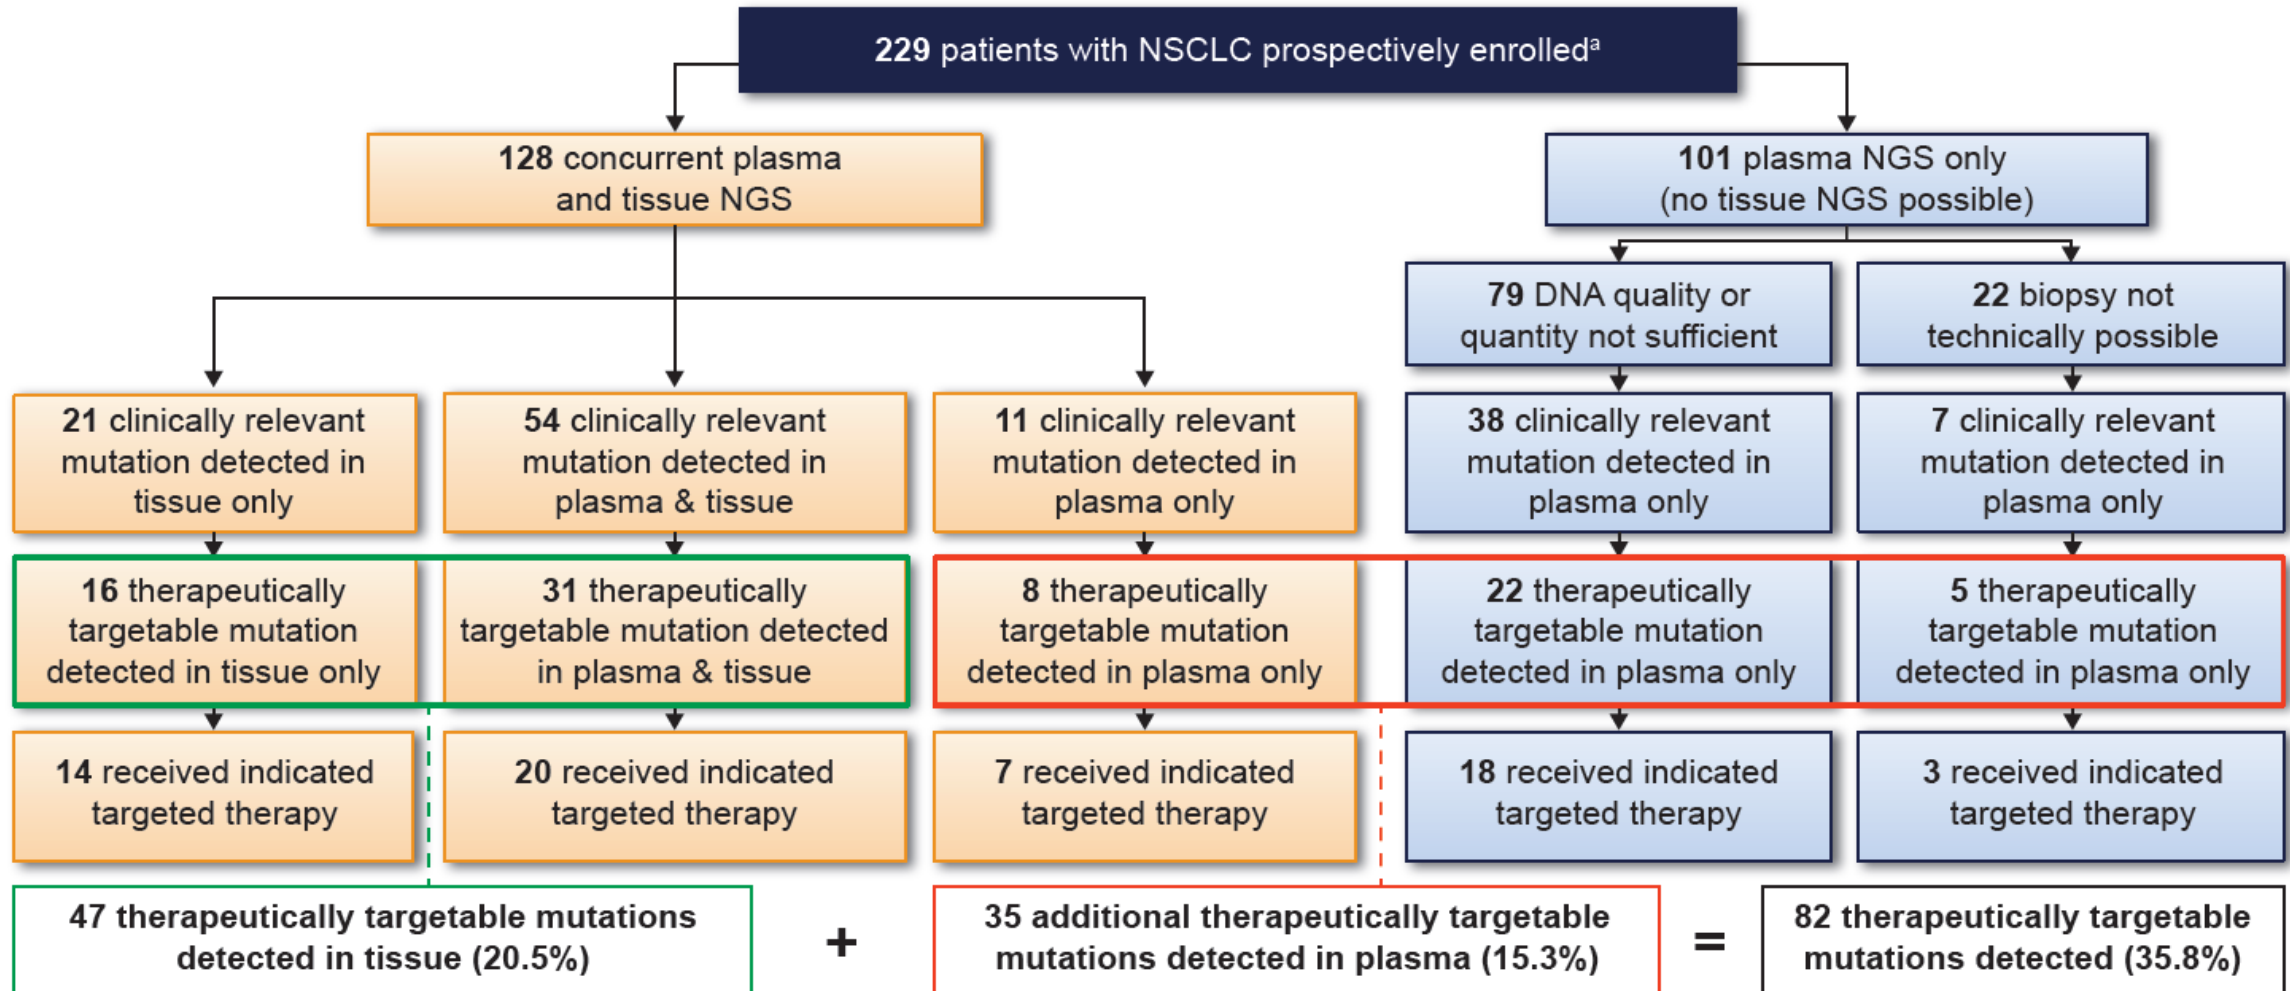 229 patients with NSCLC prospectively enrolledᵃ
128 concurrent plasma
and tissue NGS
101 plasma NGS only
(no tissue NGS possible)
79 DNA quality or
quantity not sufficient
22 biopsy not
technically possible
21 clinically relevant
mutation detected in
tissue only
54 clinically relevant
mutation detected in
plasma & tissue
11 clinically relevant
mutation detected in
plasma only
38 clinically relevant
mutation detected in
plasma only
7 clinically relevant
mutation detected in
plasma only
16 therapeutically
targetable mutation
detected in tissue only
31 therapeutically
targetable mutation detected
in plasma & tissue
8 therapeutically
targetable mutation
detected in plasma only
22 therapeutically
targetable mutation
detected in plasma only
5 therapeutically
targetable mutation
detected in plasma only
14 received indicated
targeted therapy
20 received indicated
targeted therapy
7 received indicated
targeted therapy
18 received indicated
targeted therapy
3 received indicated
targeted therapy
47 therapeutically targetable mutations
detected in tissue (20.5%)
+
35 additional therapeutically targetable
mutations detected in plasma (15.3%)
=
82 therapeutically targetable
mutations detected (35.8%)